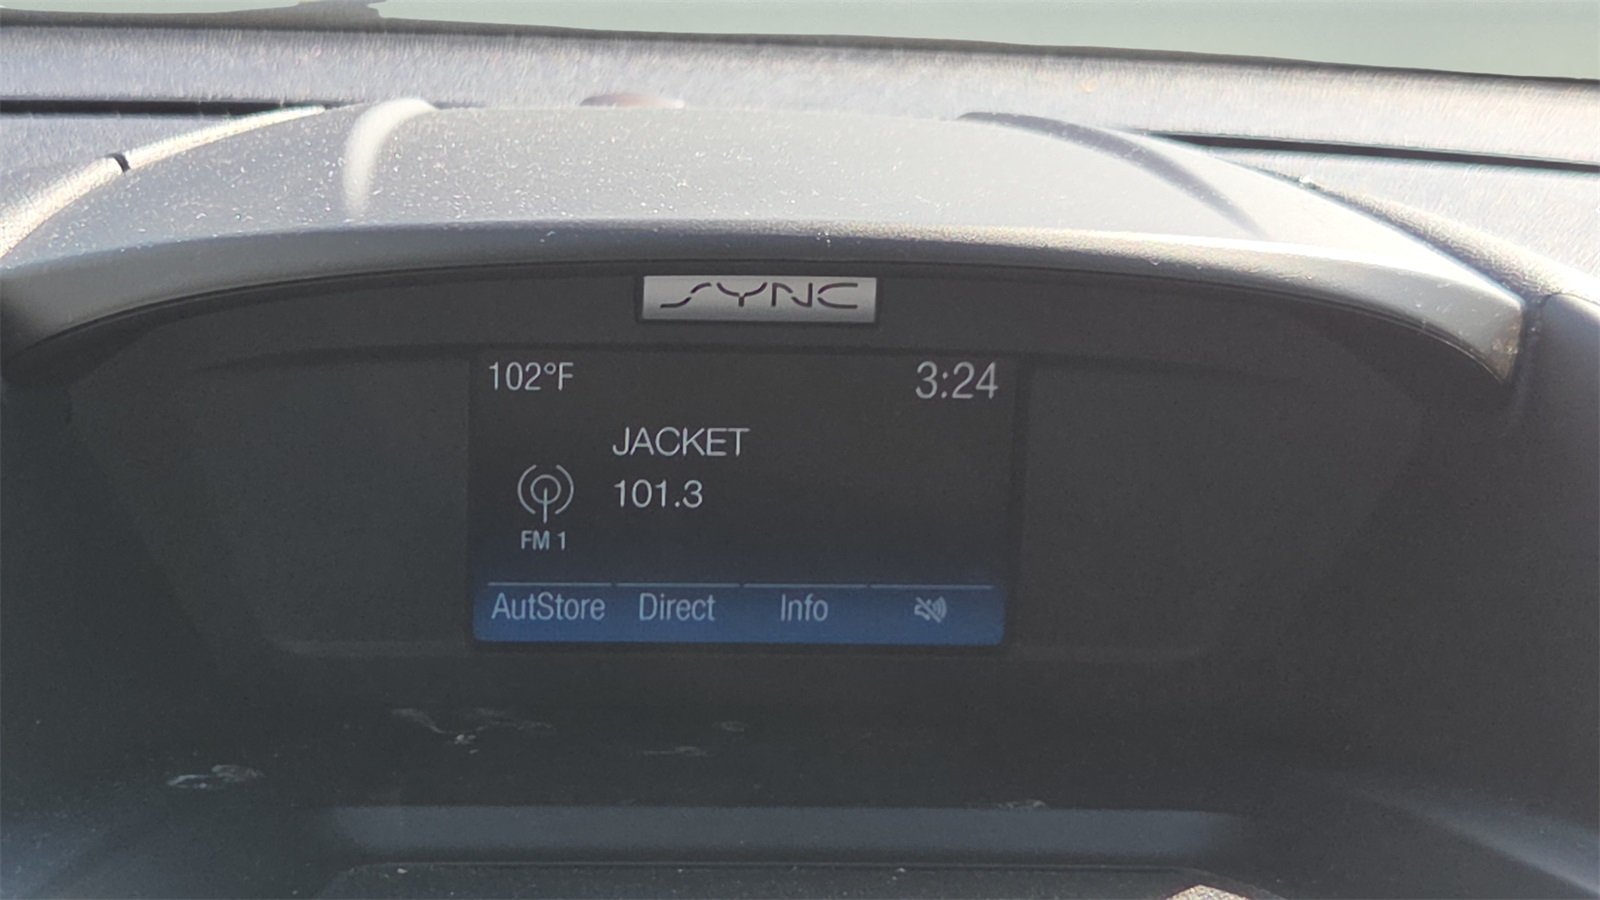 SYNC
102°F 3:24
JACKET
101.3
FM 1
AutStore Direct Info